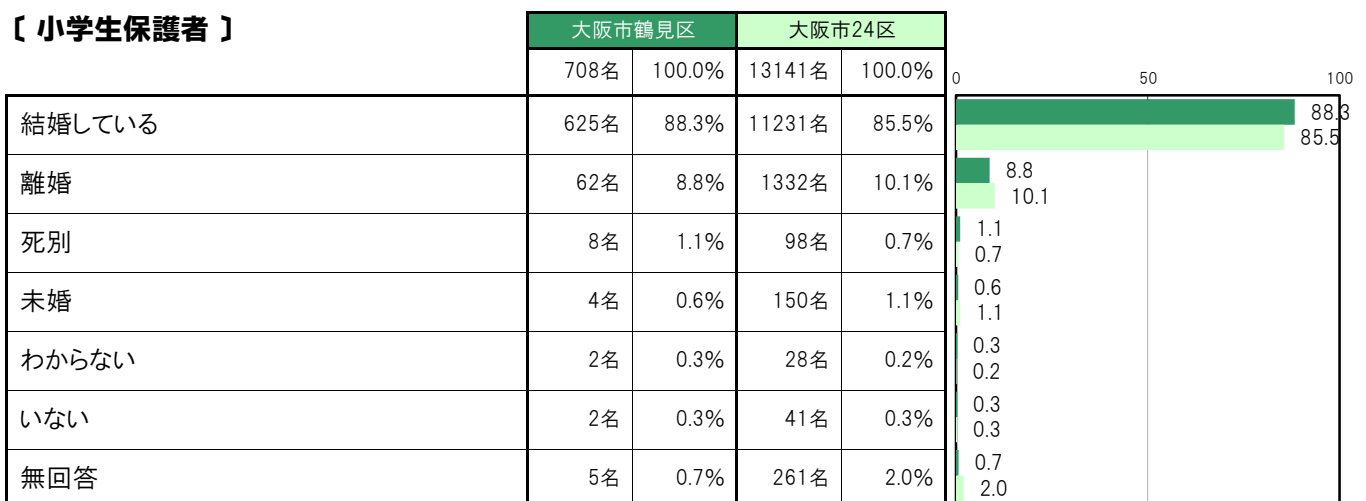 〔 小学生保護者 〕
大阪市鶴見区 大阪市24区
708名 100.0% 13141名 100.0%
0 50 100
結婚している 625名 88.3% 11231名 85.5%
88.3
85.5
離婚 62名 8.8% 1332名 10.1%
8.8
10.1
死別 8名 1.1% 98名 0.7%
1.1
0.7
未婚 4名 0.6% 150名 1.1%
0.6
1.1
わからない 2名 0.3% 28名 0.2%
0.3
0.2
いない 2名 0.3% 41名 0.3%
0.3
0.3
無回答 5名 0.7% 261名 2.0%
0.7
2.0